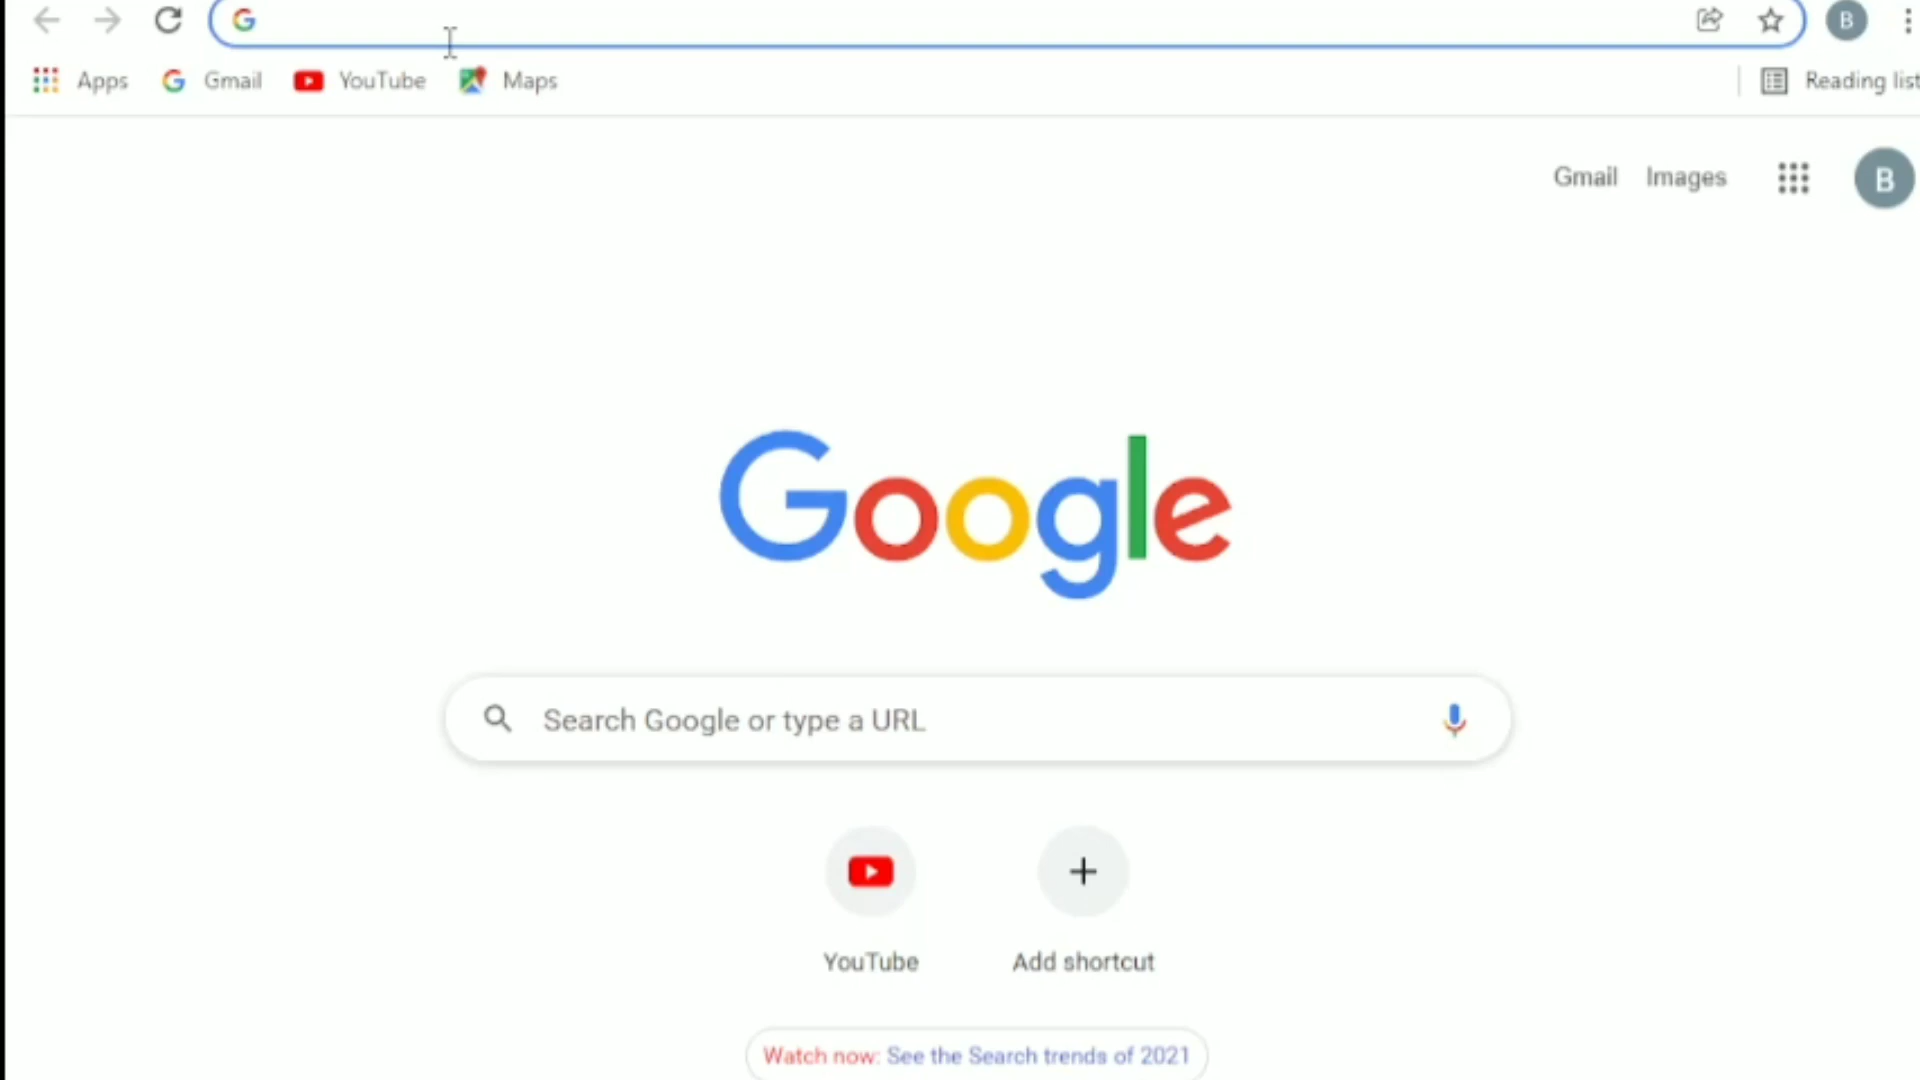 B
Apps Gmail YouTube Maps Reading list
Gmail Images B
Google
Search Google or type a URL
YouTube Add shortcut
Watch now: See the Search trends of 2021